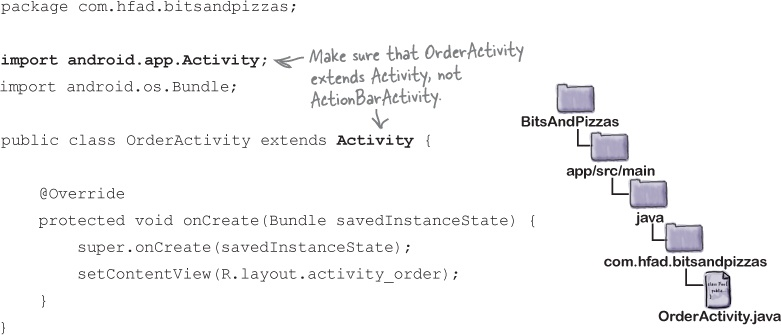 package com.hfad.bitsandpizzas;
import android.app.Activity;
import android.os.Bundle;
Make sure that OrderActivity
extends Activity, not
ActionBarActivity.
public class OrderActivity extends Activity {
@Override
protected void onCreate(Bundle savedInstanceState) {
super.onCreate(savedInstanceState);
setContentView(R.layout.activity_order);
}
}
BitsAndPizzas
app/src/main
java
com.hfad.bitsandpizzas
OrderActivity.java